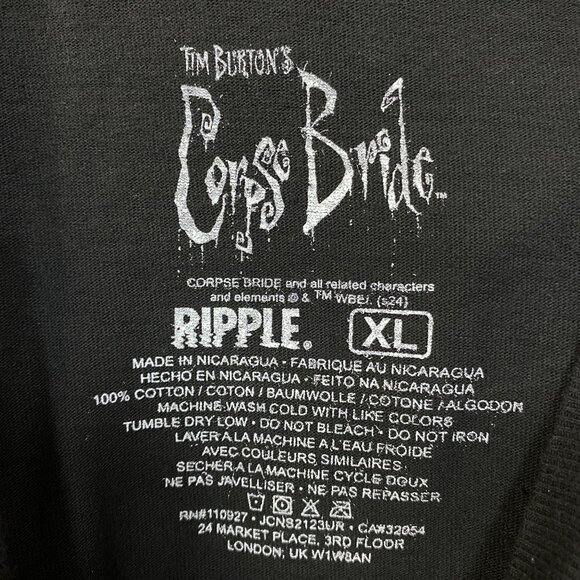 TIM BURTON'S
Corpse Bride™
CORPSE BRIDE and all related characters
and elements © & ™ WBEI. (s24)
RIPPLE. XL
MADE IN NICARAGUA • FABRIQUE AU NICARAGUA
HECHO EN NICARAGUA • FEITO NA NICARAGUA
100% COTTON / COTON / BAUMWOLLE / COTONE / ALGODON
MACHINE WASH COLD WITH LIKE COLORS
TUMBLE DRY LOW • DO NOT BLEACH • DO NOT IRON
LAVER A LA MACHINE A L'EAU FROIDE
AVEC COULEURS SIMILAIRES
SECHER A LA MACHINE CYCLE DOUX
NE PAS JAVELLISER • NE PAS REPASSER
RN#110927 • JCNS2123UR • CA#32054
24 MARKET PLACE, 3RD FLOOR
LONDON, UK W1W8AN